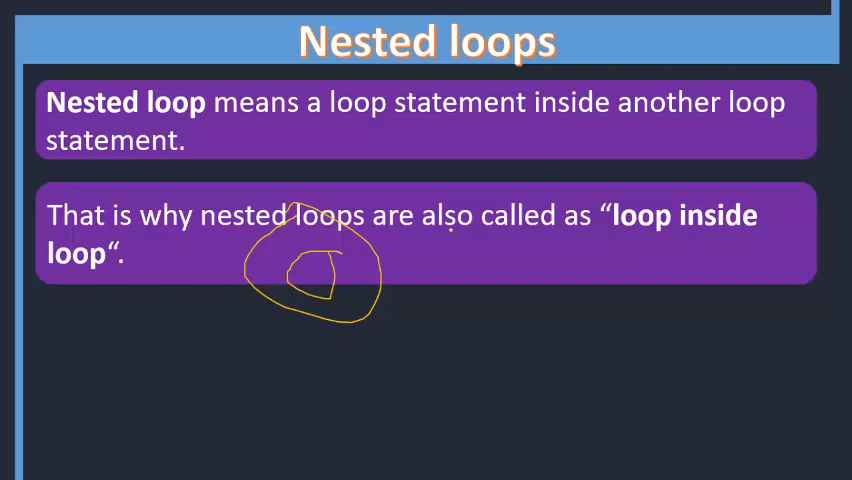 Nested loops
Nested loop means a loop statement inside another loop
statement.
That is why nested loops are also called as “loop inside
loop“.